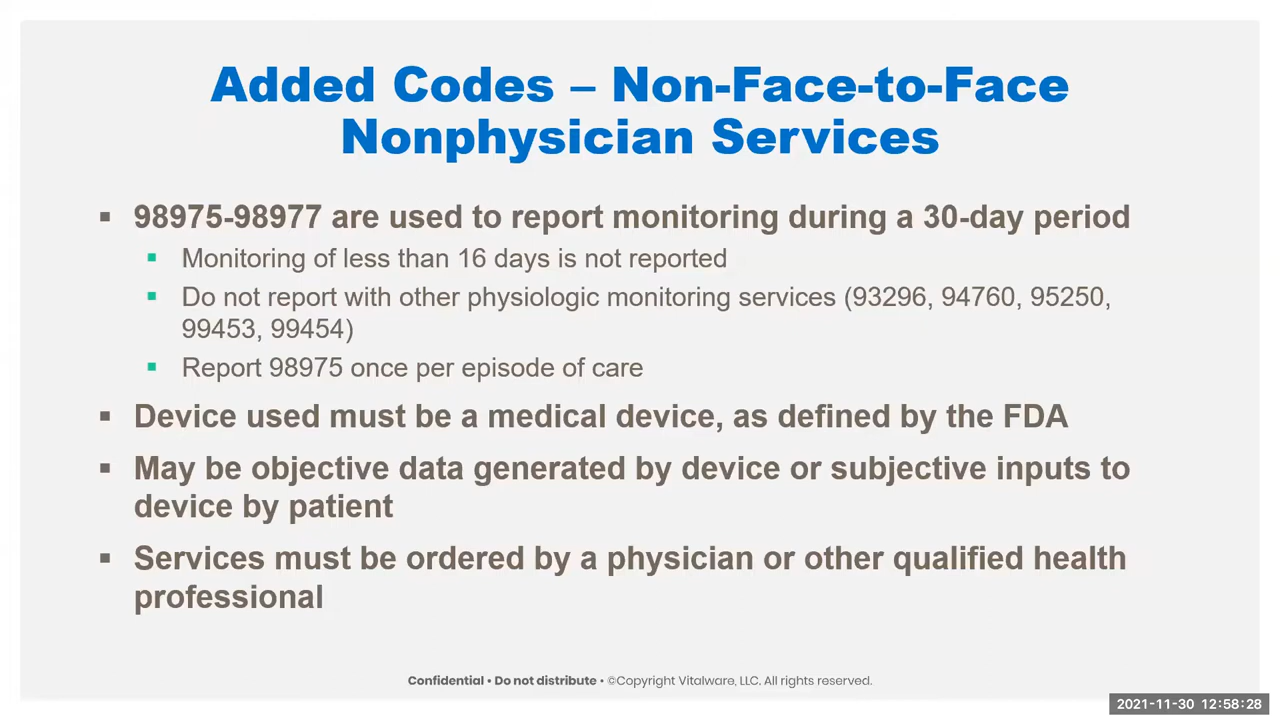 Added Codes – Non-Face-to-Face
Nonphysician Services
▪ 98975-98977 are used to report monitoring during a 30-day period
▪ Monitoring of less than 16 days is not reported
▪ Do not report with other physiologic monitoring services (93296, 94760, 95250,
99453, 99454)
▪ Report 98975 once per episode of care
▪ Device used must be a medical device, as defined by the FDA
▪ May be objective data generated by device or subjective inputs to
device by patient
▪ Services must be ordered by a physician or other qualified health
professional
Confidential • Do not distribute • ©Copyright Vitalware, LLC. All rights reserved.
2021-11-30 12:58:28